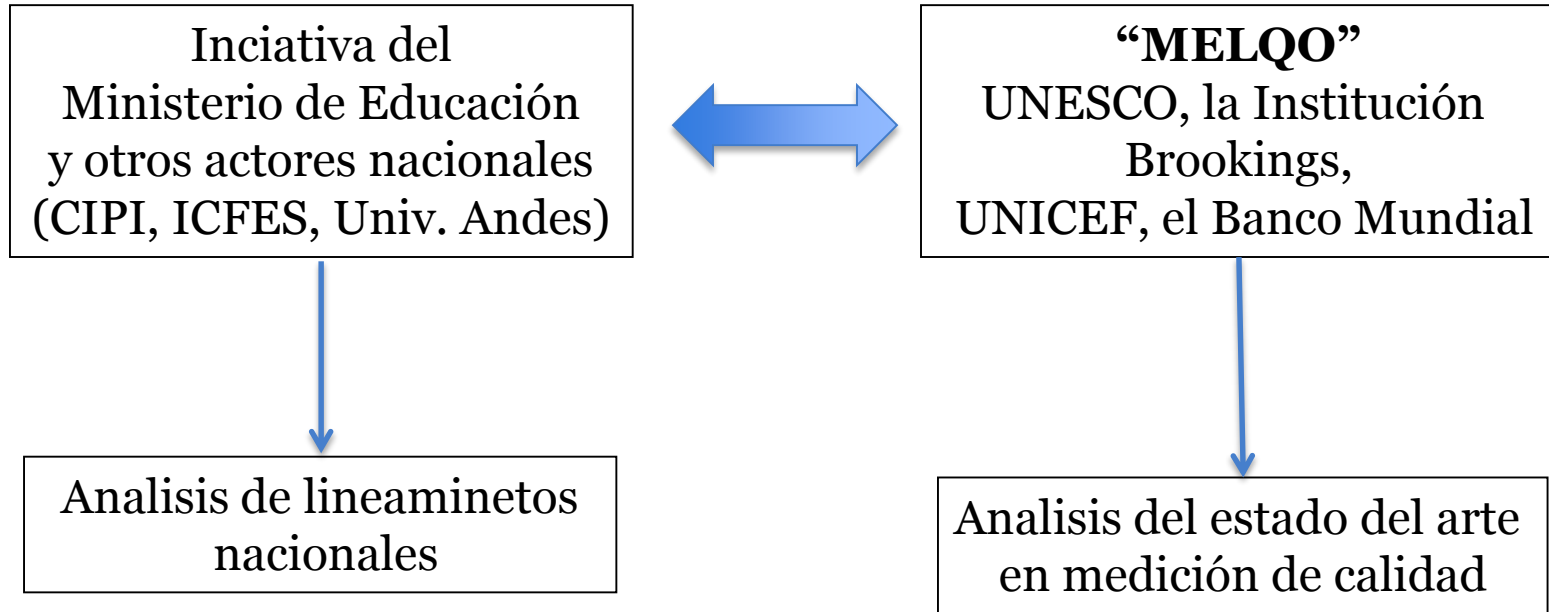 Inciativa del
Ministerio de Educación
y otros actores nacionales
(CIPI, ICFES, Univ. Andes)
“MELQO”
UNESCO, la Institución
Brookings,
UNICEF, el Banco Mundial
Analisis de lineaminetos
nacionales
Analisis del estado del arte
en medición de calidad